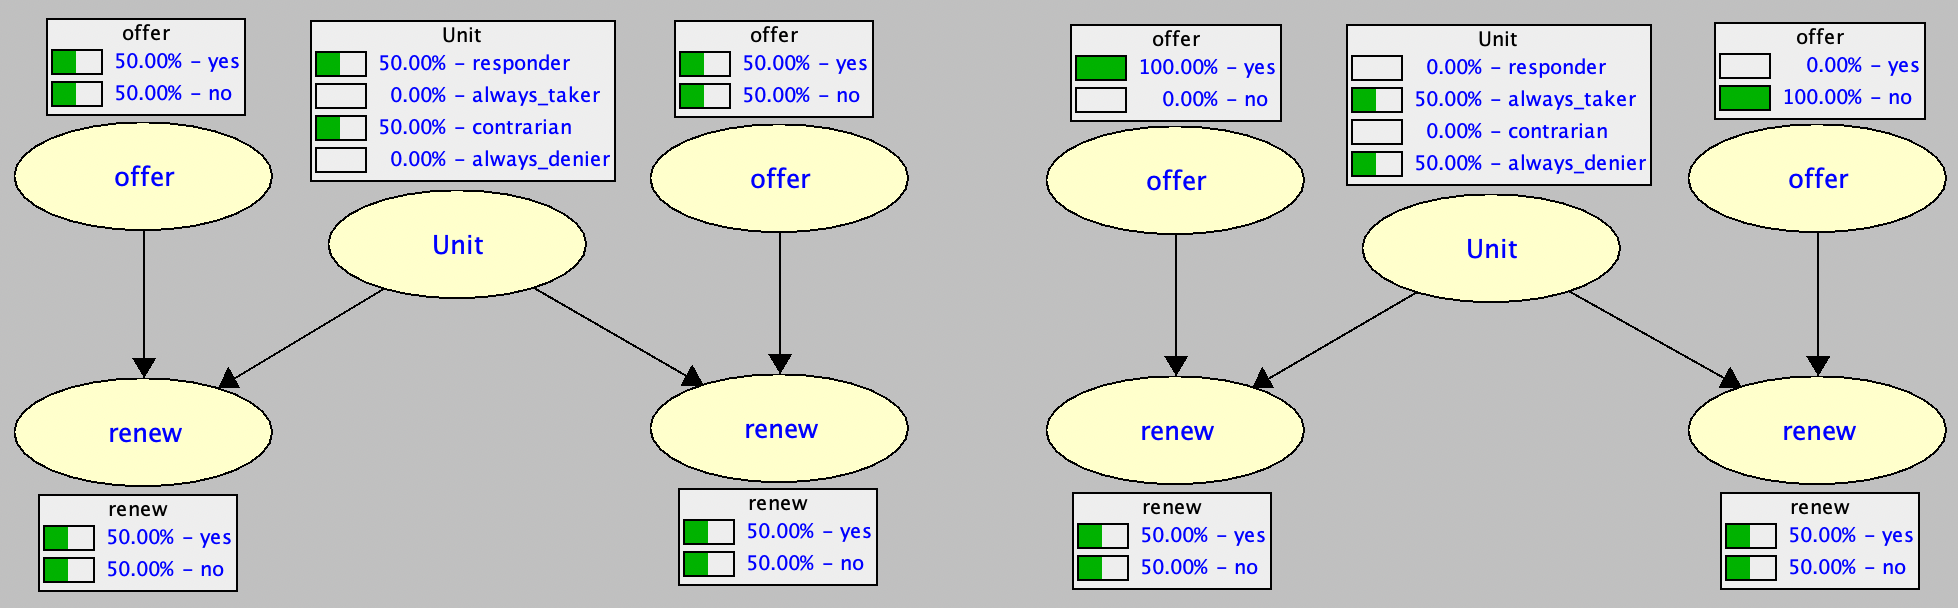 offer
50.00% – yes
50.00% – no
Unit
50.00% – responder
0.00% – always_taker
50.00% – contrarian
0.00% – always_denier
offer
50.00% – yes
50.00% – no
offer
Unit
offer
renew
renew
renew
50.00% – yes
50.00% – no
renew
50.00% – yes
50.00% – no
offer
100.00% – yes
0.00% – no
Unit
0.00% – responder
50.00% – always_taker
0.00% – contrarian
50.00% – always_denier
offer
0.00% – yes
100.00% – no
offer
Unit
offer
renew
renew
renew
50.00% – yes
50.00% – no
renew
50.00% – yes
50.00% – no